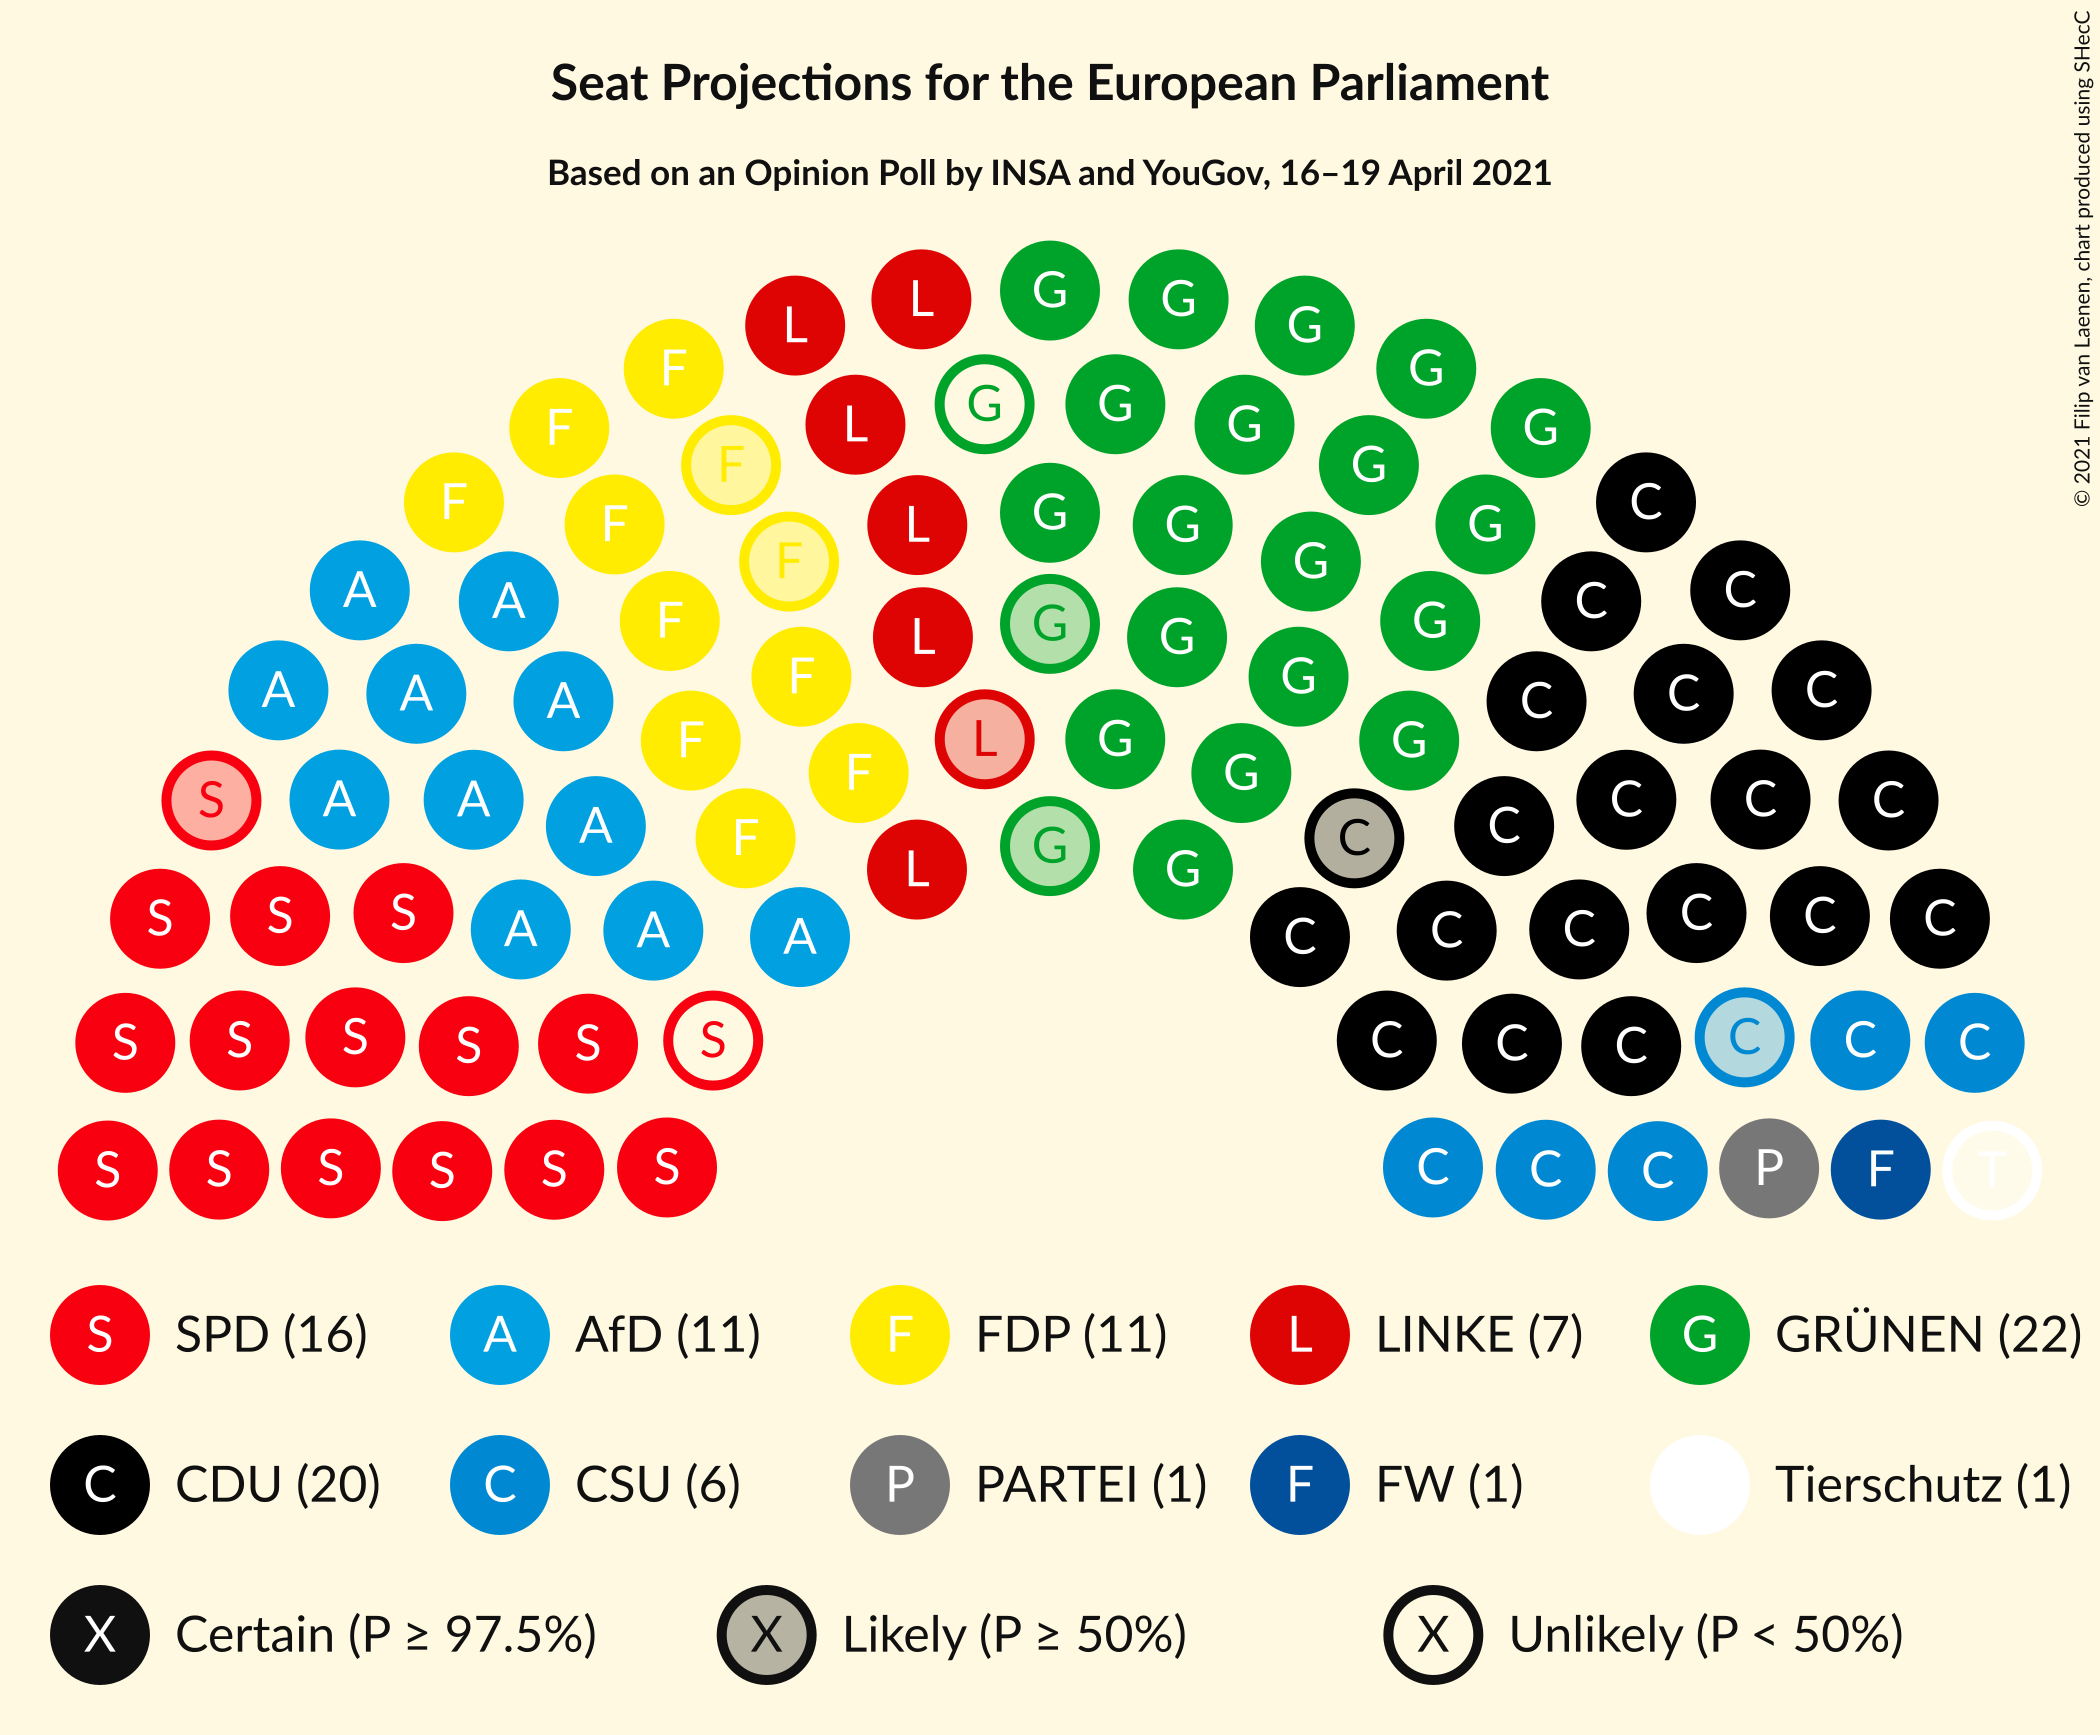 Seat Projections for the European Parliament
Based on an Opinion Poll by INSA and YouGov, 16–19 April 2021
© 2021 Filip van Laenen, chart produced using SHecC
L G G G
L G
F G
F L G G G G
F G G
F L G G C
F F G G
A A F L G G G C C
A A A F F L G G G C C C C
S A A A F F L G G G C C C C C
S S S A A A F L G G C C C C C C C
S S S S S S C C C C C C
S S S S S S C C C P F T
S SPD (16) A AfD (11) F FDP (11) L LINKE (7) G GRÜNEN (22)
C CDU (20) C CSU (6) P PARTEI (1) F FW (1) Tierschutz (1)
X Certain (P ≥ 97.5%) X Likely (P ≥ 50%) X Unlikely (P < 50%)